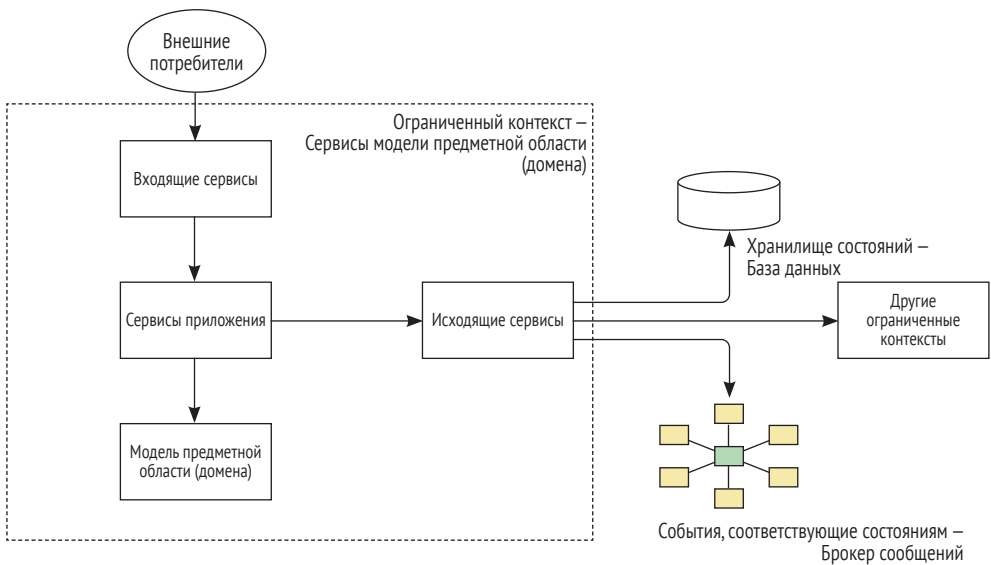 Внешние
потребители
Ограниченный контекст –
Сервисы модели предметной области
(домена)
Входящие сервисы
Хранилище состояний –
База данных
Сервисы приложения
Исходящие сервисы
Другие
ограниченные
контексты
Модель предметной
области (домена)
События, соответствующие состояниям –
Брокер сообщений